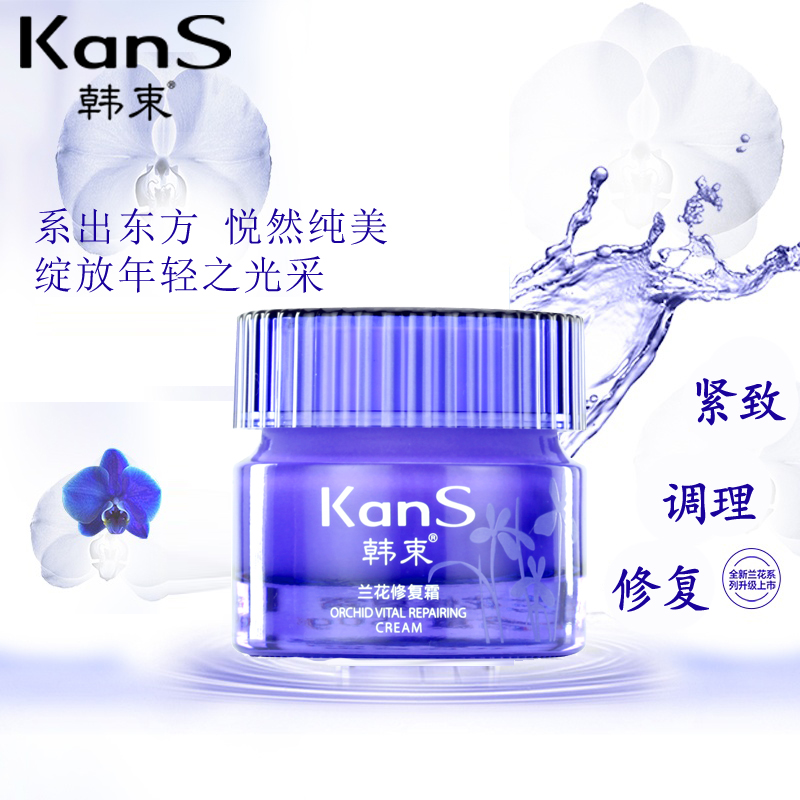 KanS
韩束®
系出东方 悦然纯美
绽放年轻之光采
紧致
调理
修复
全新兰花系
列升级上市
KanS
韩束®
兰花修复霜
ORCHID VITAL REPAIRING
CREAM